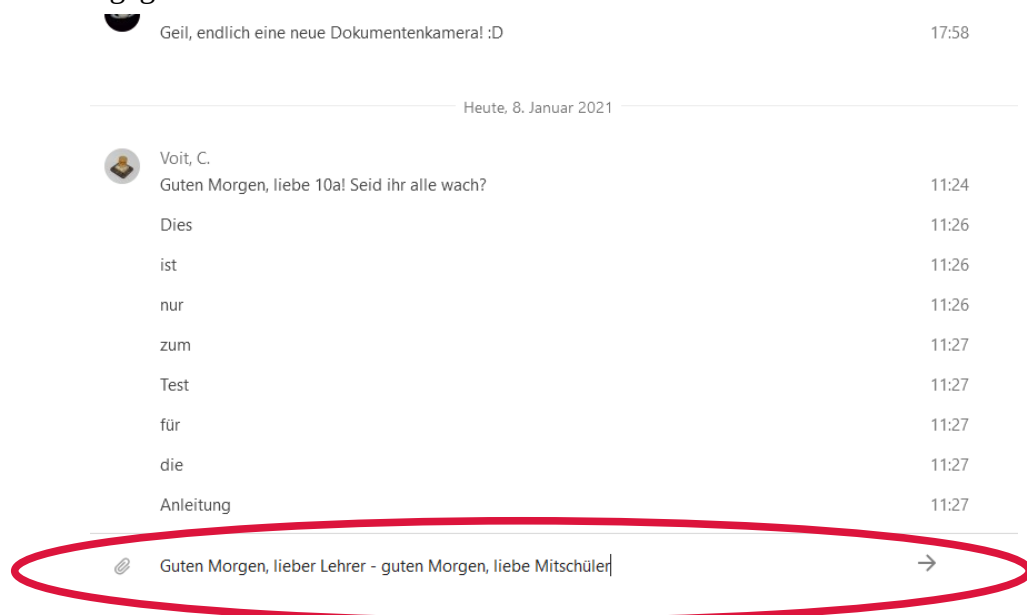 Geil, endlich eine neue Dokumentenkamera! :D 17:58
Heute, 8. Januar 2021
Voit, C.
Guten Morgen, liebe 10a! Seid ihr alle wach? 11:24
Dies 11:26
ist 11:26
nur 11:26
zum 11:27
Test 11:27
für 11:27
die 11:27
Anleitung 11:27
Guten Morgen, lieber Lehrer - guten Morgen, liebe Mitschüler